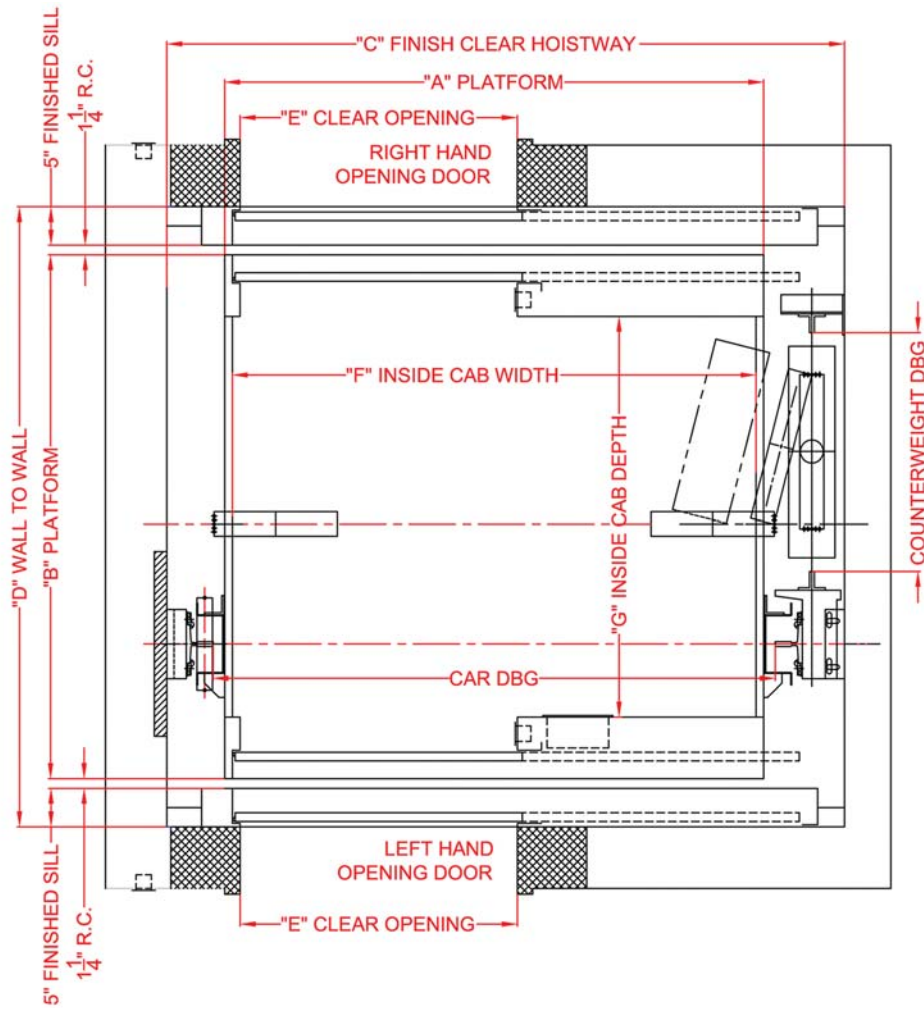 "C" FINISH CLEAR HOISTWAY
"A" PLATFORM
"E" CLEAR OPENING
RIGHT HAND
OPENING DOOR
5" FINISHED SILL
1 1/4" R.C.
"D" WALL TO WALL
"B" PLATFORM
"F" INSIDE CAB WIDTH
"G" INSIDE CAB DEPTH
COUNTERWEIGHT DBG
CAR DBG
LEFT HAND
OPENING DOOR
"E" CLEAR OPENING
5" FINISHED SILL
1 1/4" R.C.